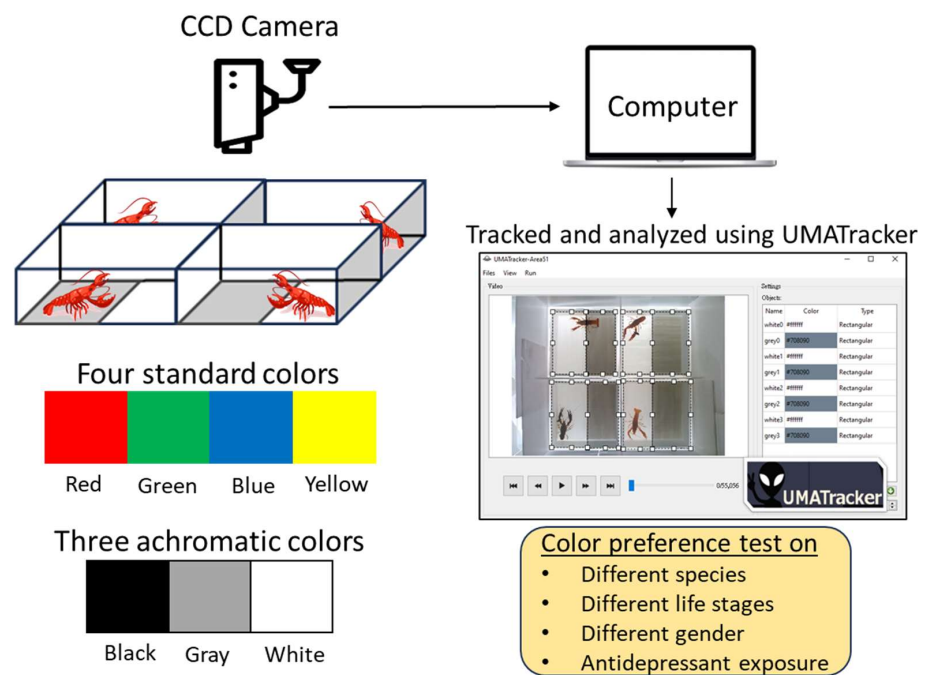 CCD Camera
Computer
Tracked and analyzed using UMATracker
UMATracker-Area51
Files View Run
Video
Settings
Objects:
Name Color Type
white0 #ffffff Rectangular
grey0 #708090 Rectangular
white1 #ffffff Rectangular
grey1 #708090 Rectangular
white2 #ffffff Rectangular
grey2 #708090 Rectangular
white3 #ffffff Rectangular
grey3 #708090 Rectangular
0/55,056
UMATracker
Four standard colors
Red Green Blue Yellow
Three achromatic colors
Black Gray White
Color preference test on
• Different species
• Different life stages
• Different gender
• Antidepressant exposure